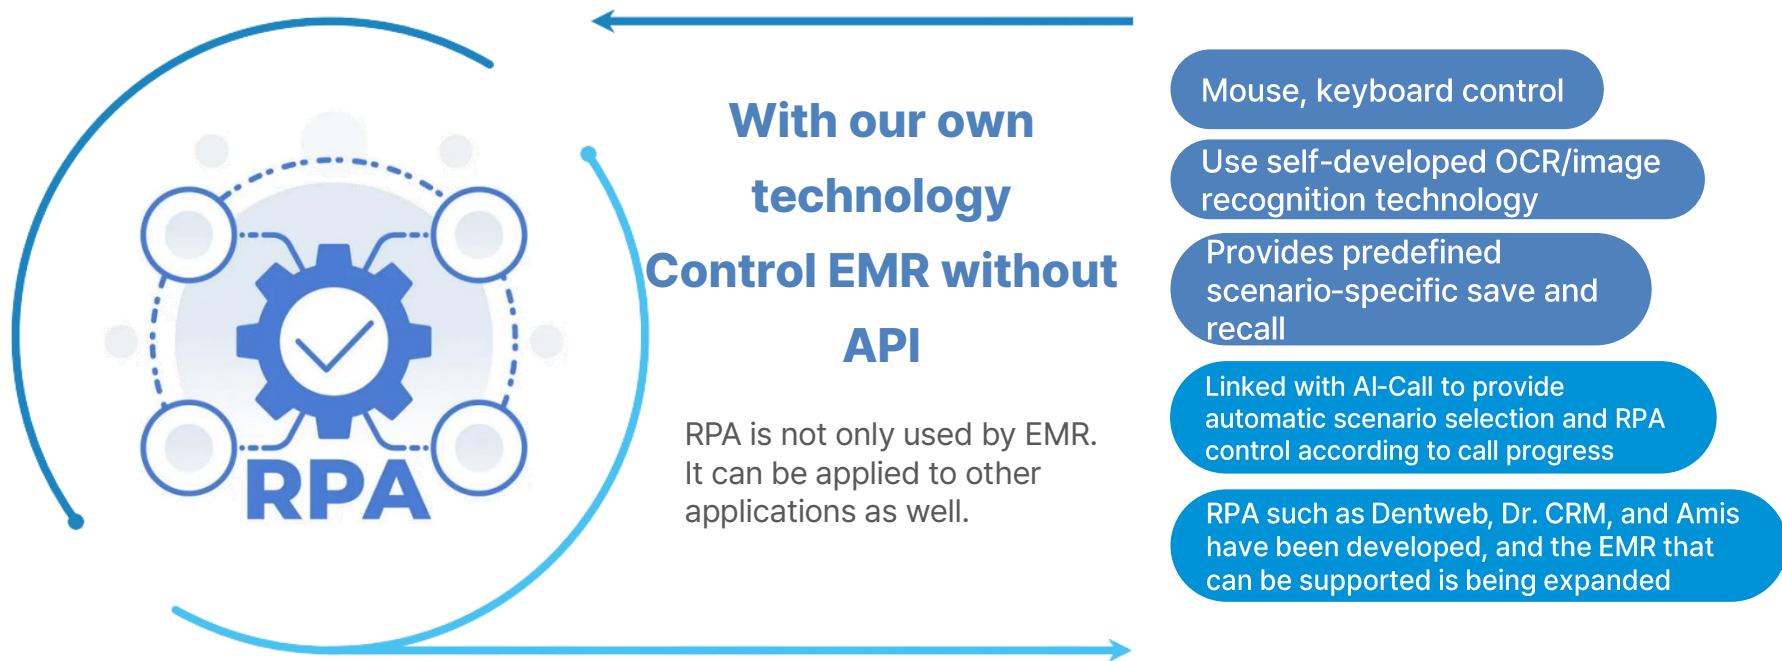 RPA
With our own
technology
Control EMR without
API
RPA is not only used by EMR.
It can be applied to other
applications as well.
Mouse, keyboard control
Use self-developed OCR/image
recognition technology
Provides predefined
scenario-specific save and
recall
Linked with AI-Call to provide
automatic scenario selection and RPA
control according to call progress
RPA such as Dentweb, Dr. CRM, and Amis
have been developed, and the EMR that
can be supported is being expanded